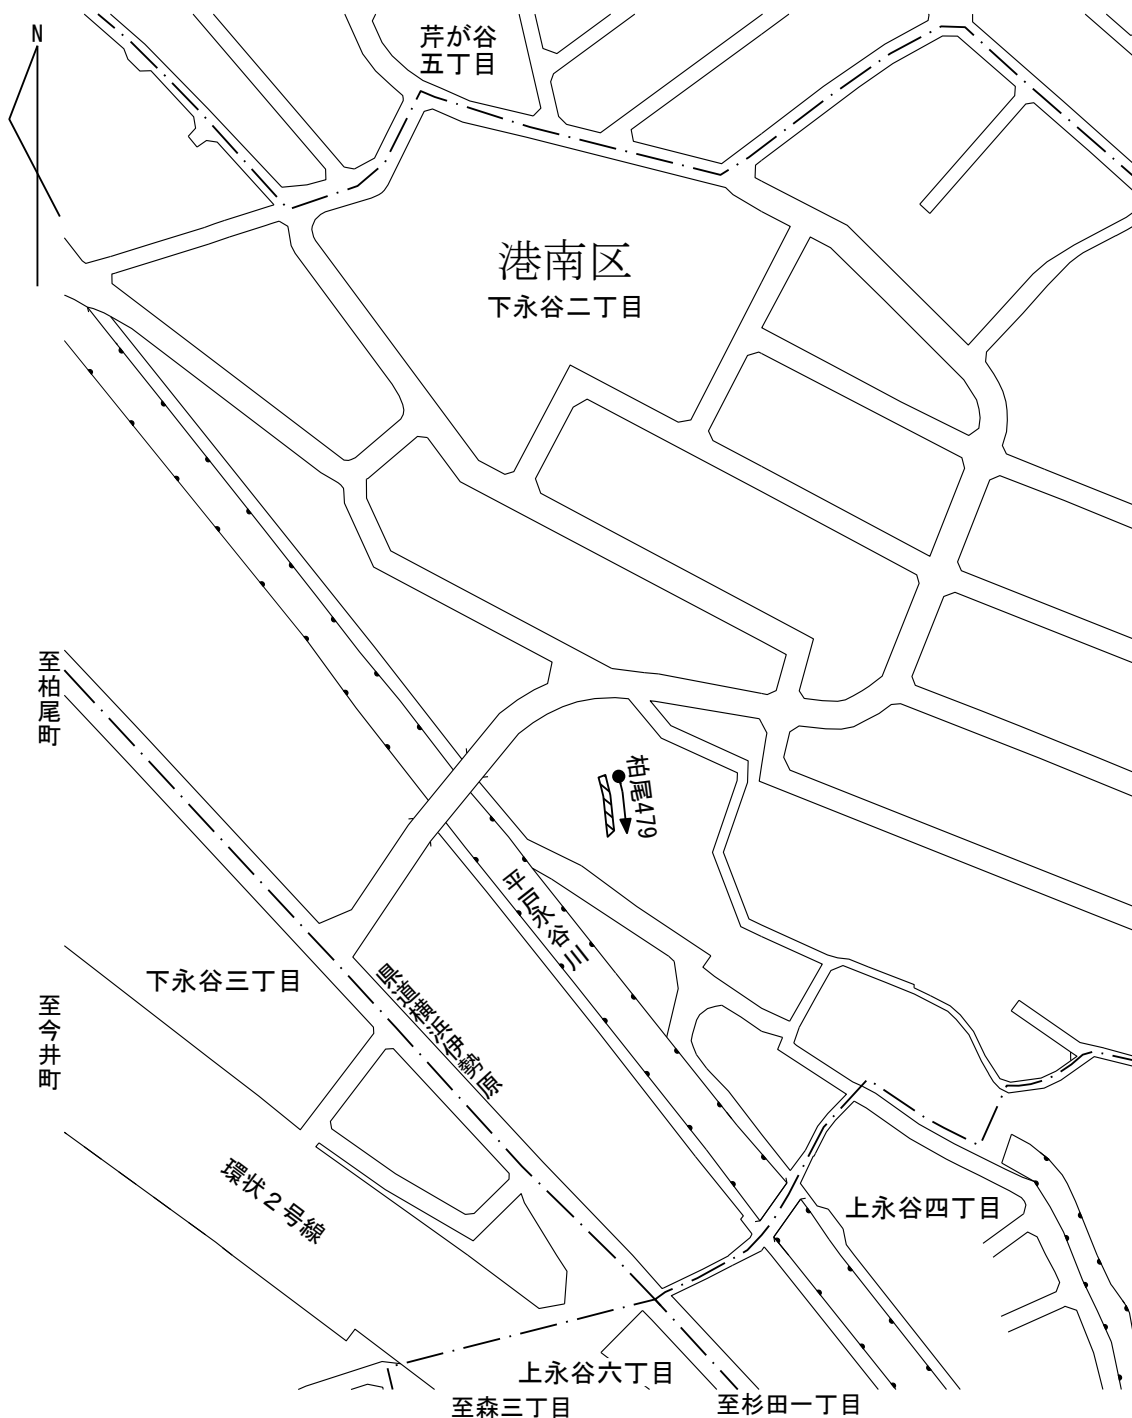 N
芹が谷
五丁目
港南区
下永谷二丁目
至柏尾町
柏尾479
平戸永谷川
下永谷三丁目
県道横浜伊勢原
至今井町
環状2号線
上永谷四丁目
上永谷六丁目
至森三丁目
至杉田一丁目